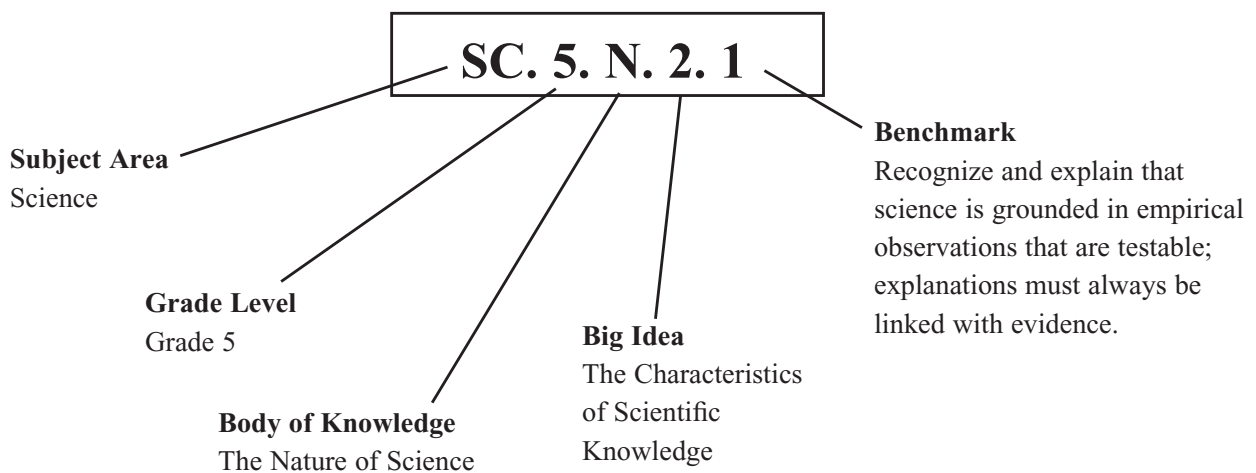 SC. 5. N. 2. 1
Subject Area
Science
Grade Level
Grade 5
Body of Knowledge
The Nature of Science
Big Idea
The Characteristics
of Scientific
Knowledge
Benchmark
Recognize and explain that
science is grounded in empirical
observations that are testable;
explanations must always be
linked with evidence.